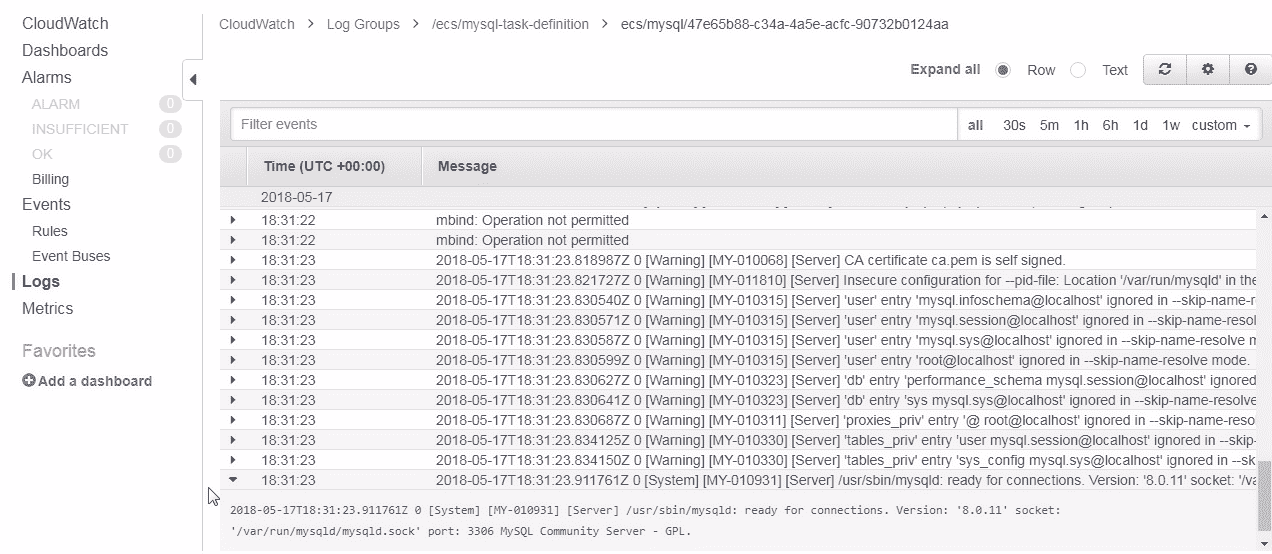 CloudWatch
Dashboards
Alarms
ALARM 0
INSUFFICIENT 0
OK 0
Billing
Events
Rules
Event Buses
Logs
Metrics
Favorites
Add a dashboard
CloudWatch > Log Groups > /ecs/mysql-task-definition > ecs/mysql/47e65b88-c34a-4a5e-acfc-90732b0124aa
Expand all Row Text
Filter events all 30s 5m 1h 6h 1d 1w custom
Time (UTC +00:00) Message
2018-05-17
18:31:22 mbind: Operation not permitted
18:31:22 mbind: Operation not permitted
18:31:23 2018-05-17T18:31:23.818987Z 0 [Warning] [MY-010068] [Server] CA certificate ca.pem is self signed.
18:31:23 2018-05-17T18:31:23.821727Z 0 [Warning] [MY-011810] [Server] Insecure configuration for --pid-file: Location '/var/run/mysqld' in the
18:31:23 2018-05-17T18:31:23.830540Z 0 [Warning] [MY-010315] [Server] 'user' entry 'mysql.infoschema@localhost' ignored in --skip-name-r
18:31:23 2018-05-17T18:31:23.830571Z 0 [Warning] [MY-010315] [Server] 'user' entry 'mysql.session@localhost' ignored in --skip-name-resol
18:31:23 2018-05-17T18:31:23.830587Z 0 [Warning] [MY-010315] [Server] 'user' entry 'mysql.sys@localhost' ignored in --skip-name-resolve m
18:31:23 2018-05-17T18:31:23.830599Z 0 [Warning] [MY-010315] [Server] 'user' entry 'root@localhost' ignored in --skip-name-resolve mode.
18:31:23 2018-05-17T18:31:23.830627Z 0 [Warning] [MY-010323] [Server] 'db' entry 'performance_schema mysql.session@localhost' ignored
18:31:23 2018-05-17T18:31:23.830641Z 0 [Warning] [MY-010323] [Server] 'db' entry 'sys mysql.sys@localhost' ignored in --skip-name-resolve
18:31:23 2018-05-17T18:31:23.830687Z 0 [Warning] [MY-010311] [Server] 'proxies_priv' entry '@ root@localhost' ignored in --skip-name-reso
18:31:23 2018-05-17T18:31:23.834125Z 0 [Warning] [MY-010330] [Server] 'tables_priv' entry 'user mysql.session@localhost' ignored in --skip-
18:31:23 2018-05-17T18:31:23.834150Z 0 [Warning] [MY-010330] [Server] 'tables_priv' entry 'sys_config mysql.sys@localhost' ignored in --sk
18:31:23 2018-05-17T18:31:23.911761Z 0 [System] [MY-010931] [Server] /usr/sbin/mysqld: ready for connections. Version: '8.0.11' socket: '/va
2018-05-17T18:31:23.911761Z 0 [System] [MY-010931] [Server] /usr/sbin/mysqld: ready for connections. Version: '8.0.11' socket:
'/var/run/mysqld/mysqld.sock' port: 3306 MySQL Community Server - GPL.